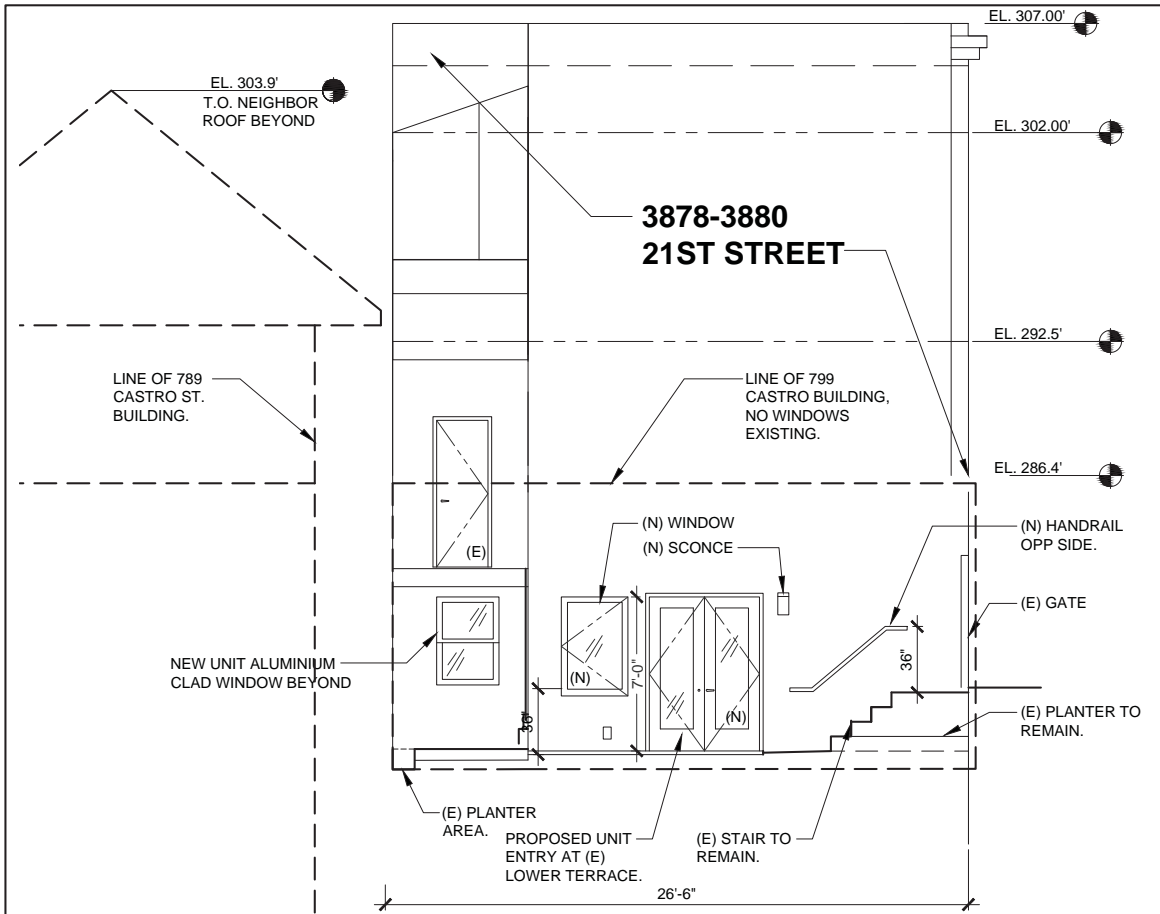 EL. 307.00'
EL. 303.9'
T.O. NEIGHBOR
ROOF BEYOND
EL. 302.00'
3878-3880
21ST STREET
EL. 292.5'
LINE OF 789
CASTRO ST.
BUILDING.
LINE OF 799
CASTRO BUILDING,
NO WINDOWS
EXISTING.
EL. 286.4'
(N) WINDOW
(N) SCONCE
(N) HANDRAIL
OPP SIDE.
(E)
(E) GATE
NEW UNIT ALUMINIUM
CLAD WINDOW BEYOND
(N)
7'-0"
36"
36"
(N)
(E) PLANTER TO
REMAIN.
(E) PLANTER
AREA.
PROPOSED UNIT
ENTRY AT (E)
LOWER TERRACE.
(E) STAIR TO
REMAIN.
26'-6"